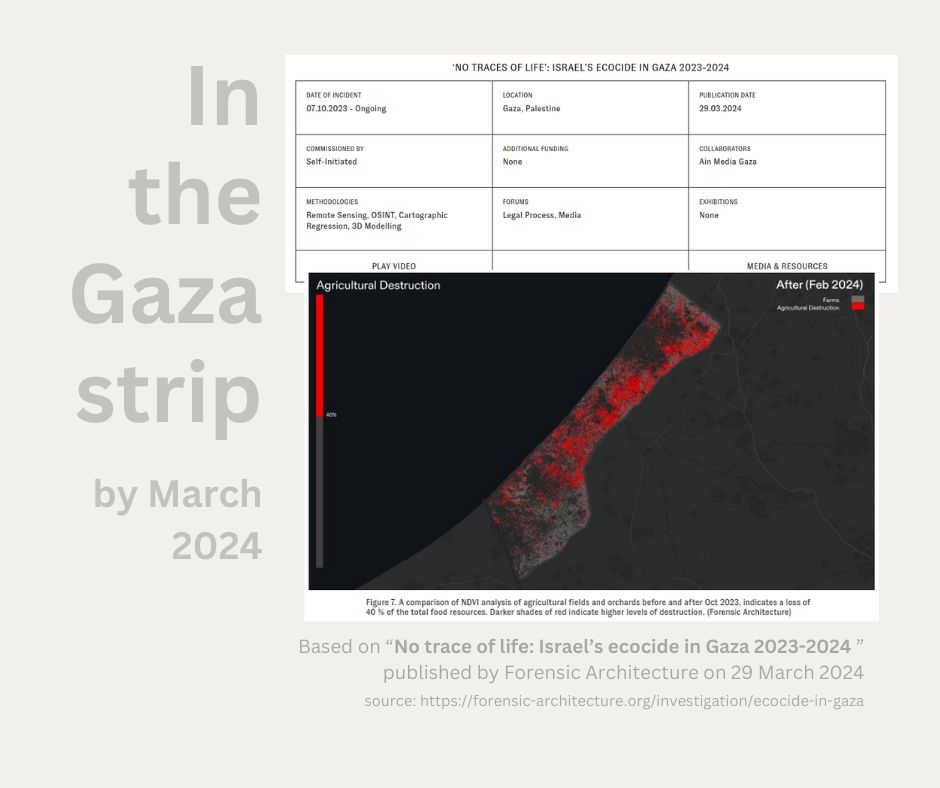 In
the
Gaza
strip
by March
2024
‘NO TRACES OF LIFE’: ISRAEL’S ECOCIDE IN GAZA 2023-2024
DATE OF INCIDENT
07.10.2023 - Ongoing
LOCATION
Gaza, Palestine
PUBLICATION DATE
29.03.2024
COMMISSIONED BY
Self-Initiated
ADDITIONAL FUNDING
None
COLLABORATORS
Ain Media Gaza
METHODOLOGIES
Remote Sensing, OSINT, Cartographic
Regression, 3D Modelling
FORUMS
Legal Process, Media
EXHIBITIONS
None
PLAY VIDEO
MEDIA & RESOURCES
Agricultural Destruction
After (Feb 2024)
Farms
Agricultural Destruction
40%
Figure 7. A comparison of NDVI analysis of agricultural fields and orchards before and after Oct 2023, indicates a loss of
40 % of the total food resources. Darker shades of red indicate higher levels of destruction. (Forensic Architecture)
Based on “No trace of life: Israel’s ecocide in Gaza 2023-2024 ”
published by Forensic Architecture on 29 March 2024
source: https://forensic-architecture.org/investigation/ecocide-in-gaza